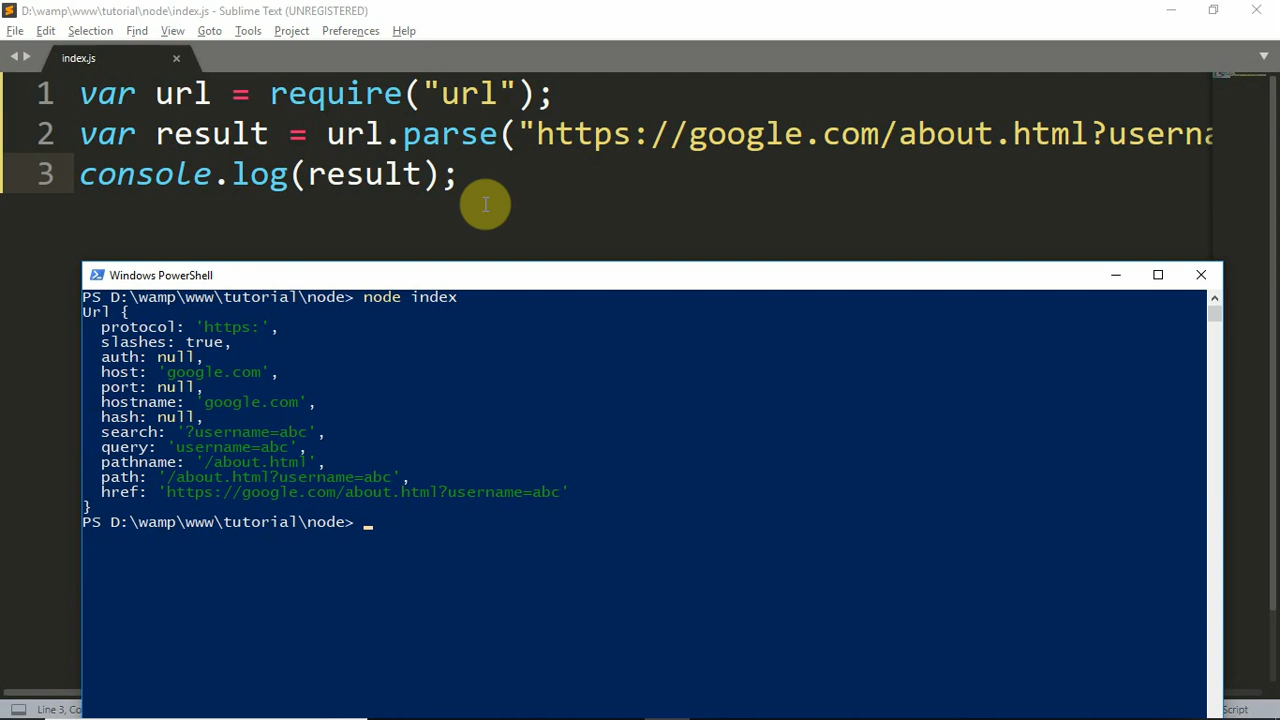 D:\wamp\www\tutorial\node\index.js - Sublime Text (UNREGISTERED)
File Edit Selection Find View Goto Tools Project Preferences Help
index.js
1 var url = require("url");
2 var result = url.parse("https://google.com/about.html?userna
3 console.log(result);
Windows PowerShell
PS D:\wamp\www\tutorial\node> node index
Url {
  protocol: 'https:',
  slashes: true,
  auth: null,
  host: 'google.com',
  port: null,
  hostname: 'google.com',
  hash: null,
  search: '?username=abc',
  query: 'username=abc',
  pathname: '/about.html',
  path: '/about.html?username=abc',
  href: 'https://google.com/about.html?username=abc'
}
PS D:\wamp\www\tutorial\node>
Line 3, Co
Script